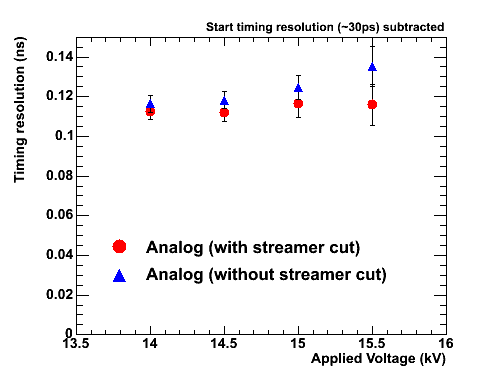 Start timing resolution (~30ps) subtracted
Timing resolution (ns)
0.14
0.12
0.1
0.08
0.06
0.04
0.02
0
Analog (with streamer cut)
Analog (without streamer cut)
13.5 14 14.5 15 15.5 16
Applied Voltage (kV)